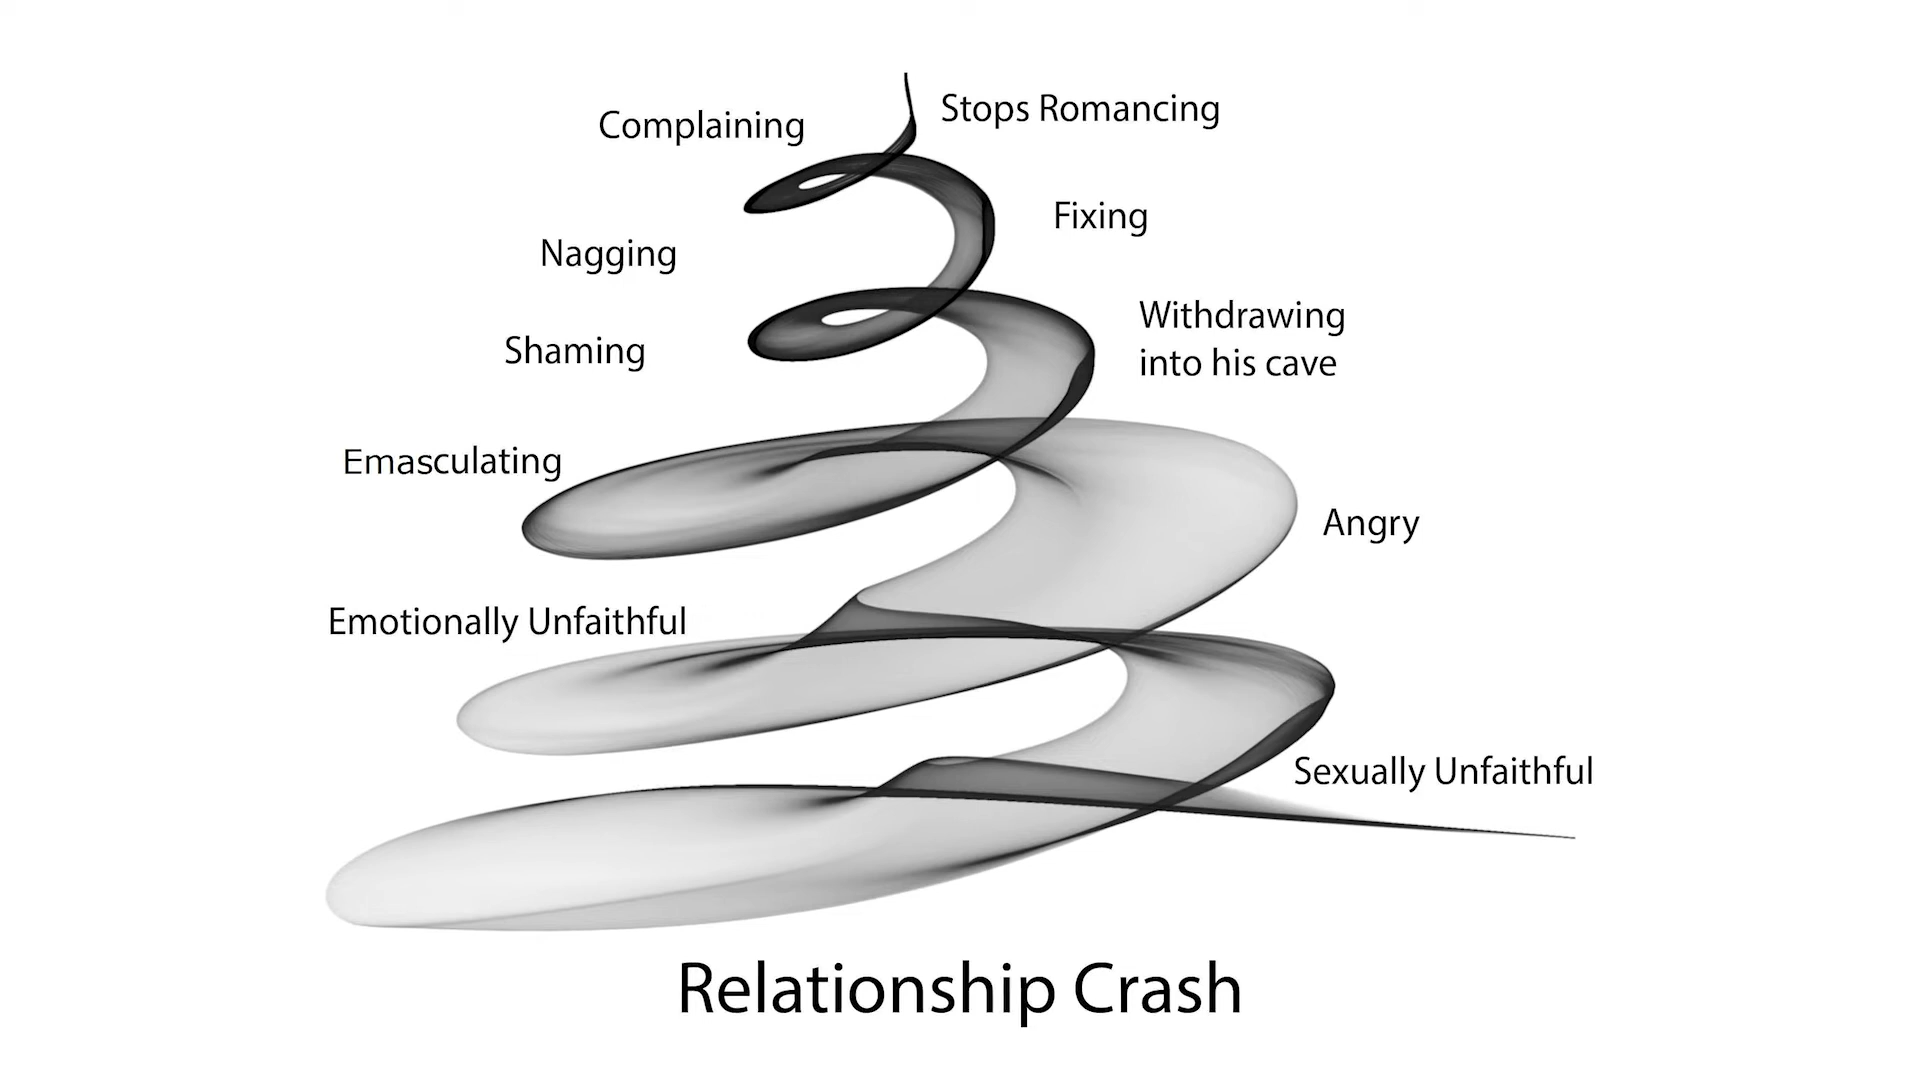 Complaining
Stops Romancing
Fixing
Nagging
Withdrawing
into his cave
Shaming
Emasculating
Angry
Emotionally Unfaithful
Sexually Unfaithful
Relationship Crash